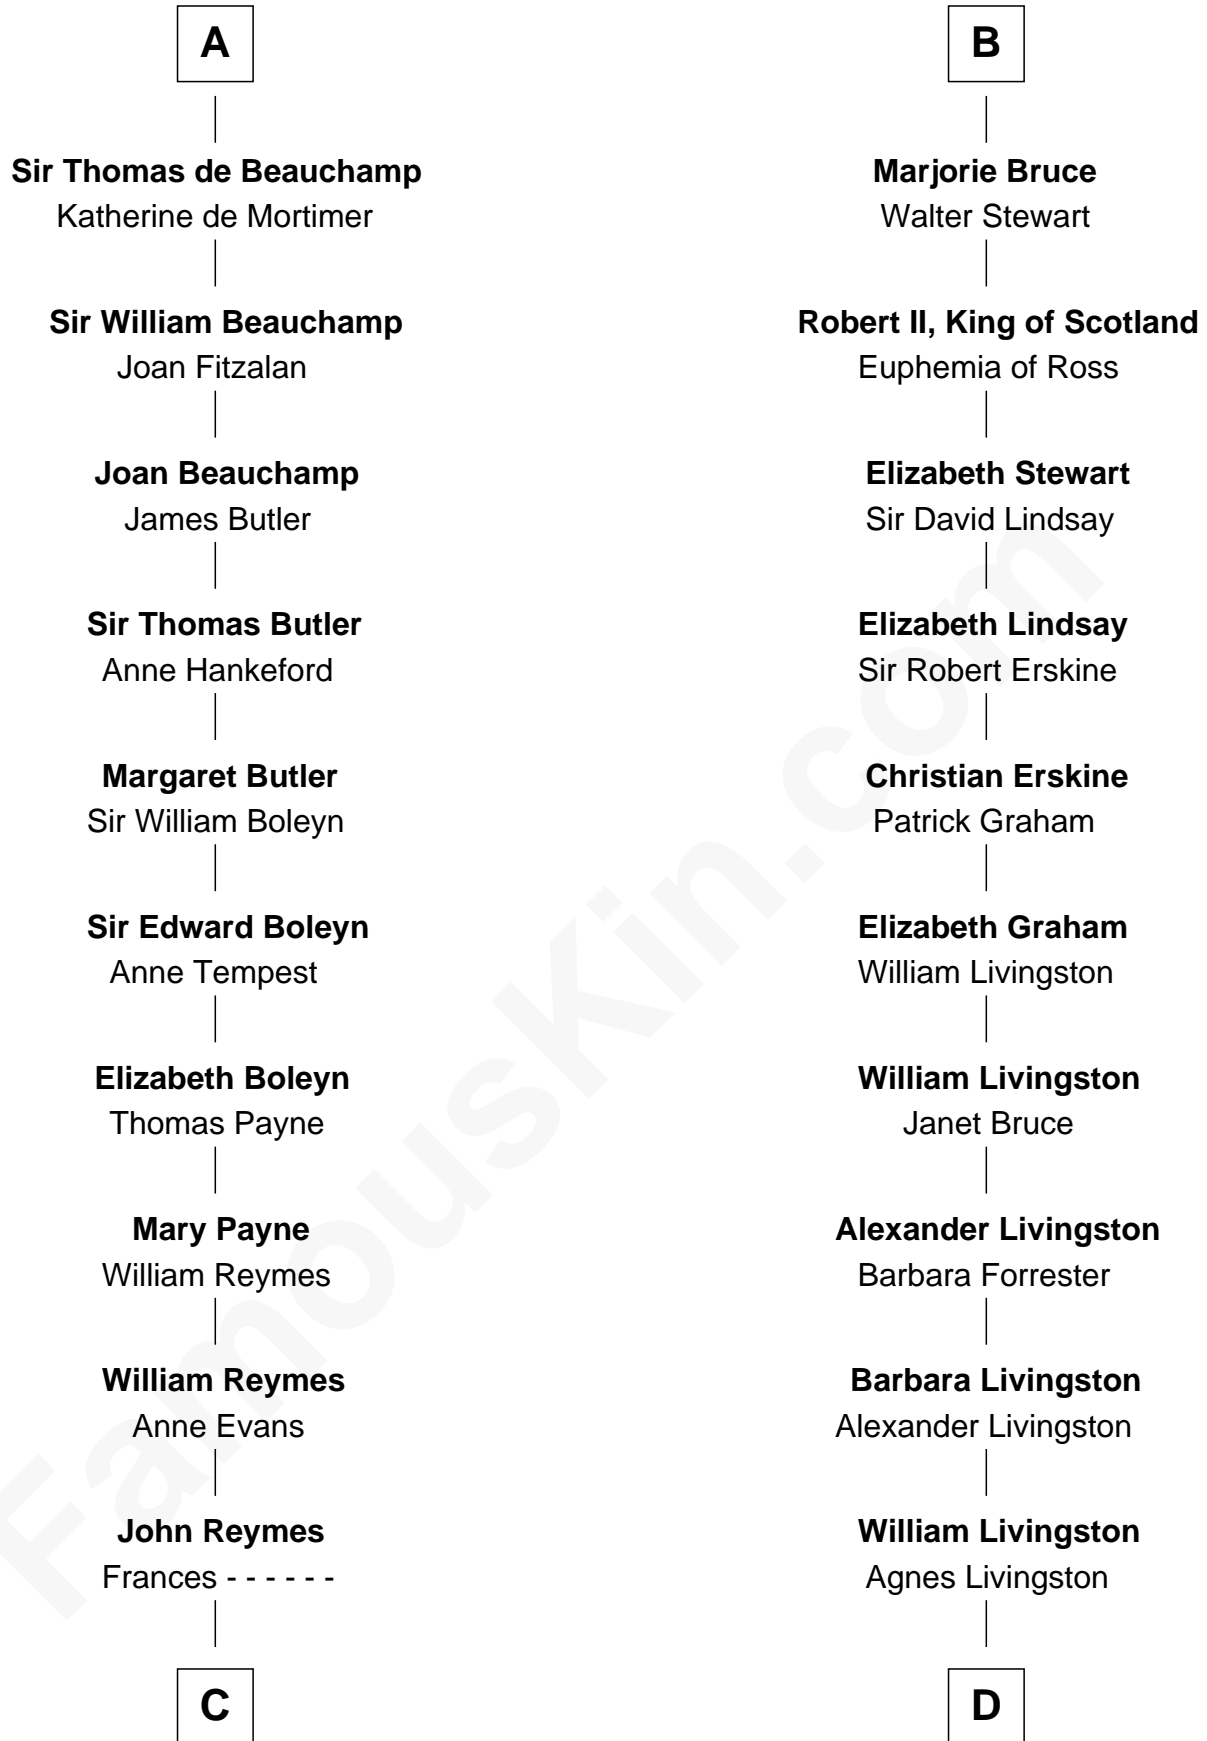 A
B
Sir Thomas de Beauchamp
Katherine de Mortimer
Marjorie Bruce
Walter Stewart
Sir William Beauchamp
Joan Fitzalan
Robert II, King of Scotland
Euphemia of Ross
Joan Beauchamp
James Butler
Elizabeth Stewart
Sir David Lindsay
Sir Thomas Butler
Anne Hankeford
Elizabeth Lindsay
Sir Robert Erskine
Margaret Butler
Sir William Boleyn
Christian Erskine
Patrick Graham
Sir Edward Boleyn
Anne Tempest
Elizabeth Graham
William Livingston
Elizabeth Boleyn
Thomas Payne
William Livingston
Janet Bruce
Mary Payne
William Reymes
Alexander Livingston
Barbara Forrester
William Reymes
Anne Evans
Barbara Livingston
Alexander Livingston
John Reymes
Frances - - - - - -
William Livingston
Agnes Livingston
C
D
FamousKin.com